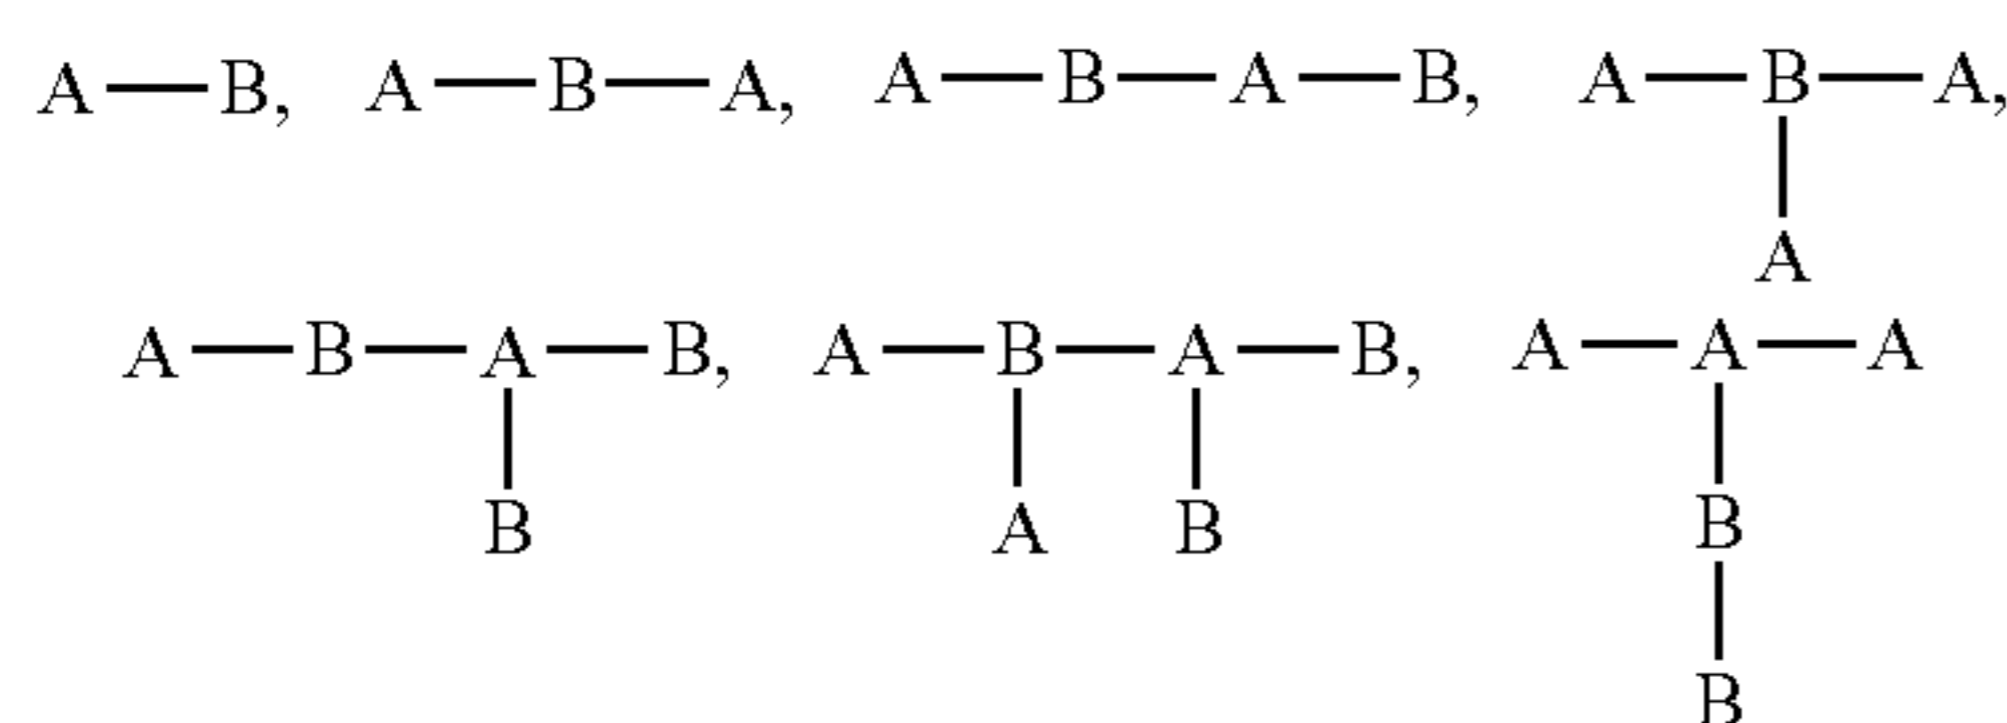 A—B, A—B—A, A—B—A—B, A—B—A,
A
A—B—A—B, A—B—A—B, A—A—A
B A B B
B